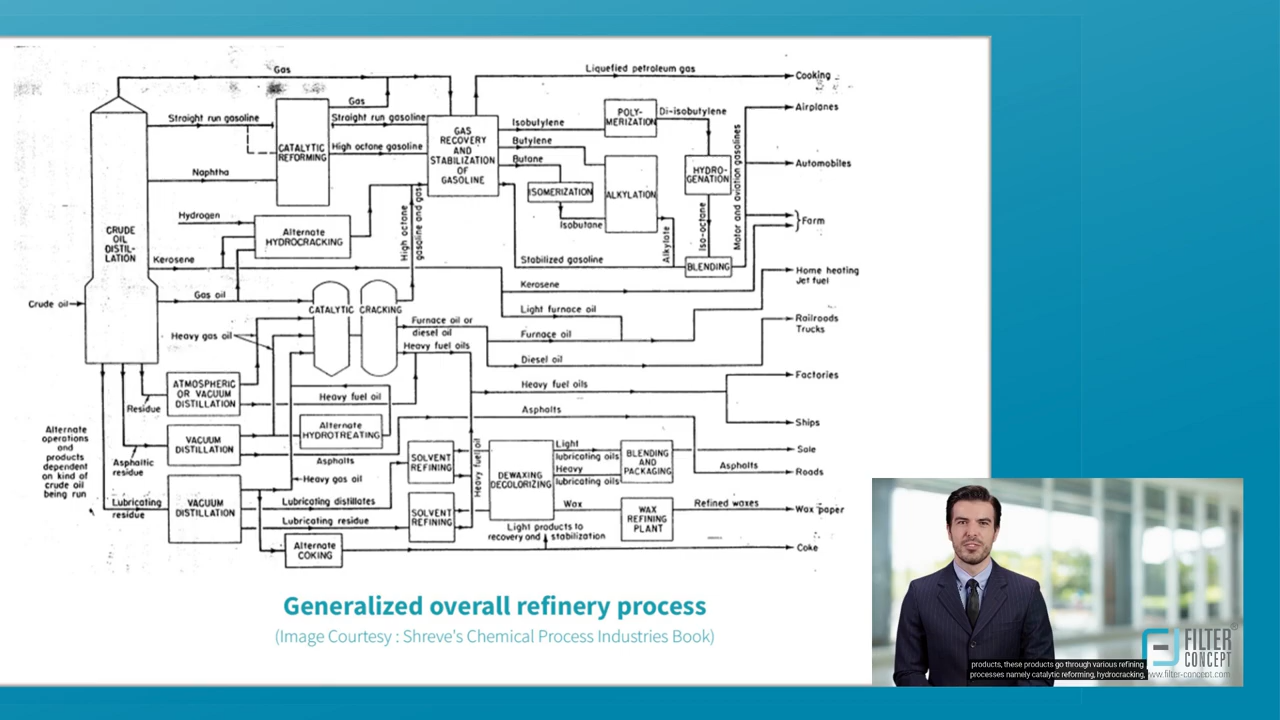 Gas
Liquefied petroleum gas
Cooking
Gas
Straight run gasoline
Straight run gasoline
CATALYTIC
REFORMING
High octane gasoline
Naphtha
GAS
RECOVERY
AND
STABILIZATION
OF
GASOLINE
Isobutylene
Butylene
Butane
POLY-
MERIZATION
Di-isobutylene
ISOMERIZATION
Isobutane
ALKYLATION
Alkylate
HYDRO-
GENATION
Iso-octane
Motor and aviation gasolines
Airplanes
Automobiles
Farm
Hydrogen
Alternate
HYDROCRACKING
High octane
gasoline and gas
CRUDE
OIL
DISTIL-
LATION
Kerosene
Stabilized gasoline
BLENDING
Kerosene
Home heating
Jet fuel
Crude oil
Gas oil
CATALYTIC CRACKING
Light furnace oil
Furnace oil or
diesel oil
Furnace oil
Railroods
Trucks
Heavy gas oil
Heavy fuel oils
Diesel oil
ATMOSPHERIC
OR VACUUM
DISTILLATION
Heavy fuel oil
Heavy fuel oils
Factories
Residue
Asphalts
Ships
Alternate
HYDROTREATING
Alternate
operations
and
products
dependent
on kind of
crude oil
being run
VACUUM
DISTILLATION
Asphaltic
residue
Asphalts
SOLVENT
REFINING
Heavy fuel oil
DEWAXING
DECOLORIZING
Light
lubricating oils
Heavy
lubricating oils
BLENDING
AND
PACKAGING
Sale
Asphalts
Roads
Heavy gas oil
Lubricating
residue
VACUUM
DISTILLATION
Lubricating distillates
Lubricating residue
SOLVENT
REFINING
Wax
WAX
REFINING
PLANT
Refined waxes
Wax paper
Light products to
recovery and stabilization
Alternate
COKING
Coke
Generalized overall refinery process
(Image Courtesy : Shreve's Chemical Process Industries Book)
FILTER
CONCEPT
®
www.filter-concept.com
products, these products go through various refining
processes namely catalytic reforming, hydrocracking,